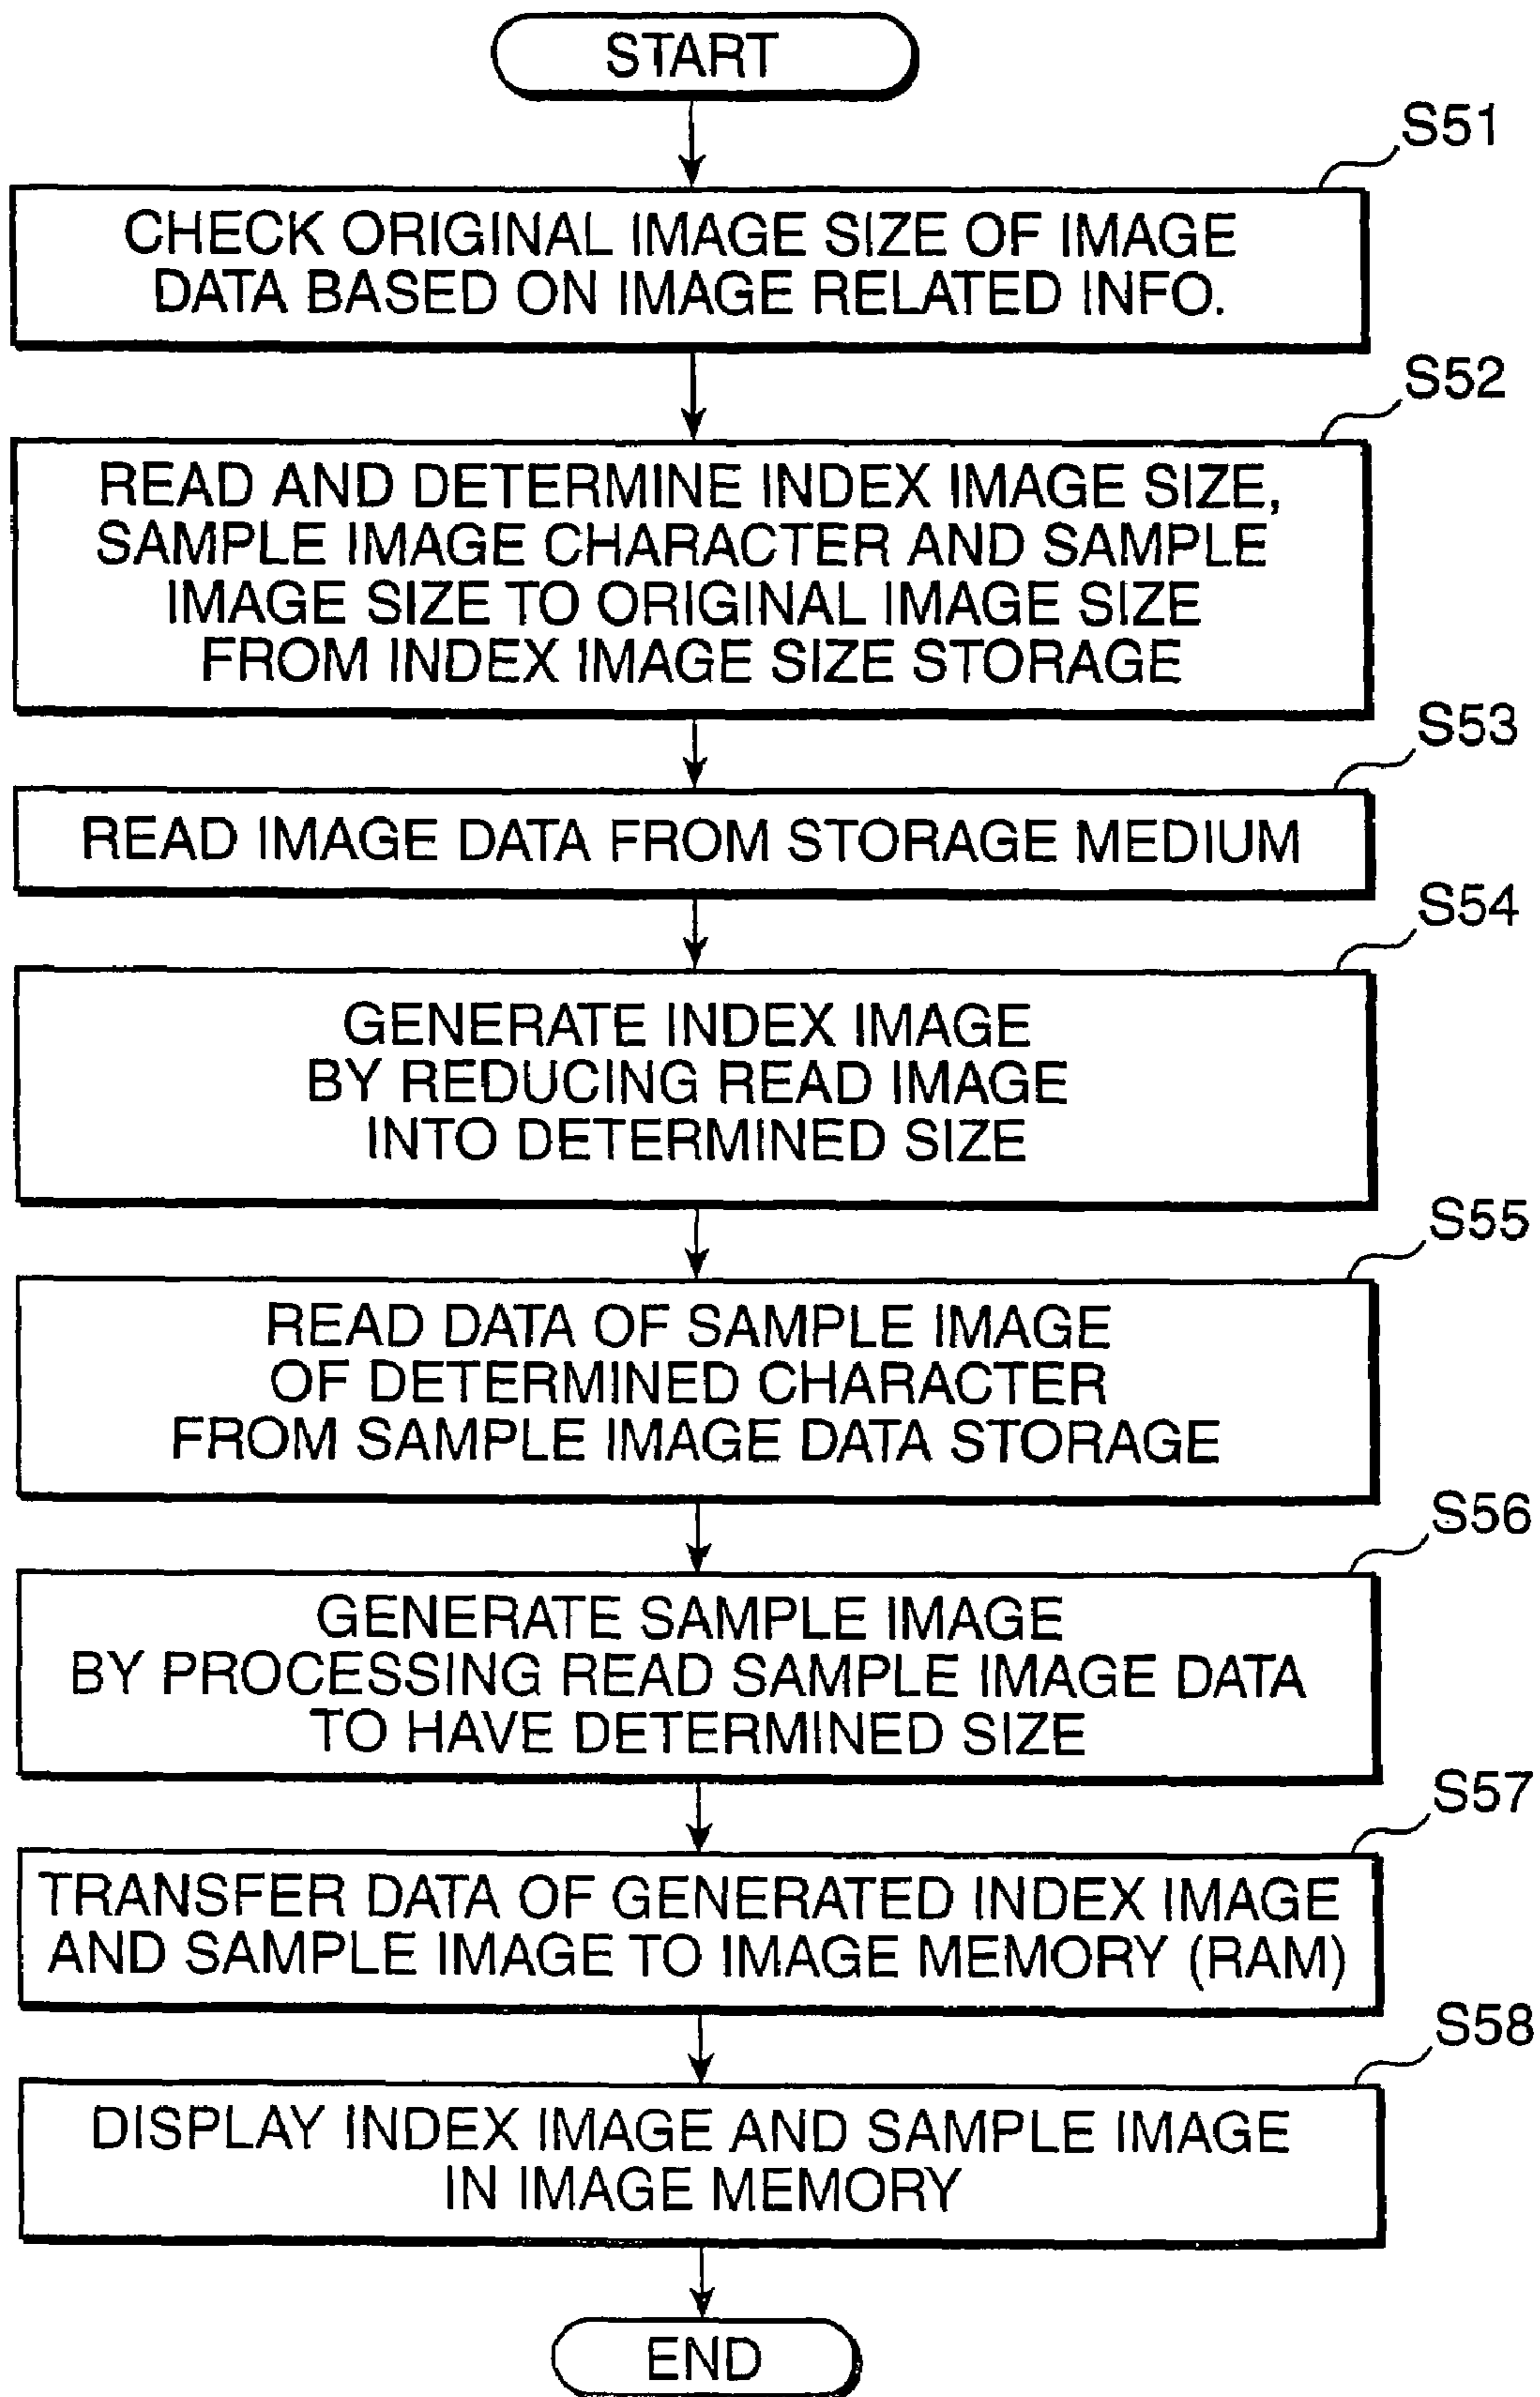 START
S51
CHECK ORIGINAL IMAGE SIZE OF IMAGE
DATA BASED ON IMAGE RELATED INFO.
S52
READ AND DETERMINE INDEX IMAGE SIZE,
SAMPLE IMAGE CHARACTER AND SAMPLE
IMAGE SIZE TO ORIGINAL IMAGE SIZE
FROM INDEX IMAGE SIZE STORAGE
S53
READ IMAGE DATA FROM STORAGE MEDIUM
S54
GENERATE INDEX IMAGE
BY REDUCING READ IMAGE
INTO DETERMINED SIZE
S55
READ DATA OF SAMPLE IMAGE
OF DETERMINED CHARACTER
FROM SAMPLE IMAGE DATA STORAGE
S56
GENERATE SAMPLE IMAGE
BY PROCESSING READ SAMPLE IMAGE DATA
TO HAVE DETERMINED SIZE
S57
TRANSFER DATA OF GENERATED INDEX IMAGE
AND SAMPLE IMAGE TO IMAGE MEMORY (RAM)
S58
DISPLAY INDEX IMAGE AND SAMPLE IMAGE
IN IMAGE MEMORY
END